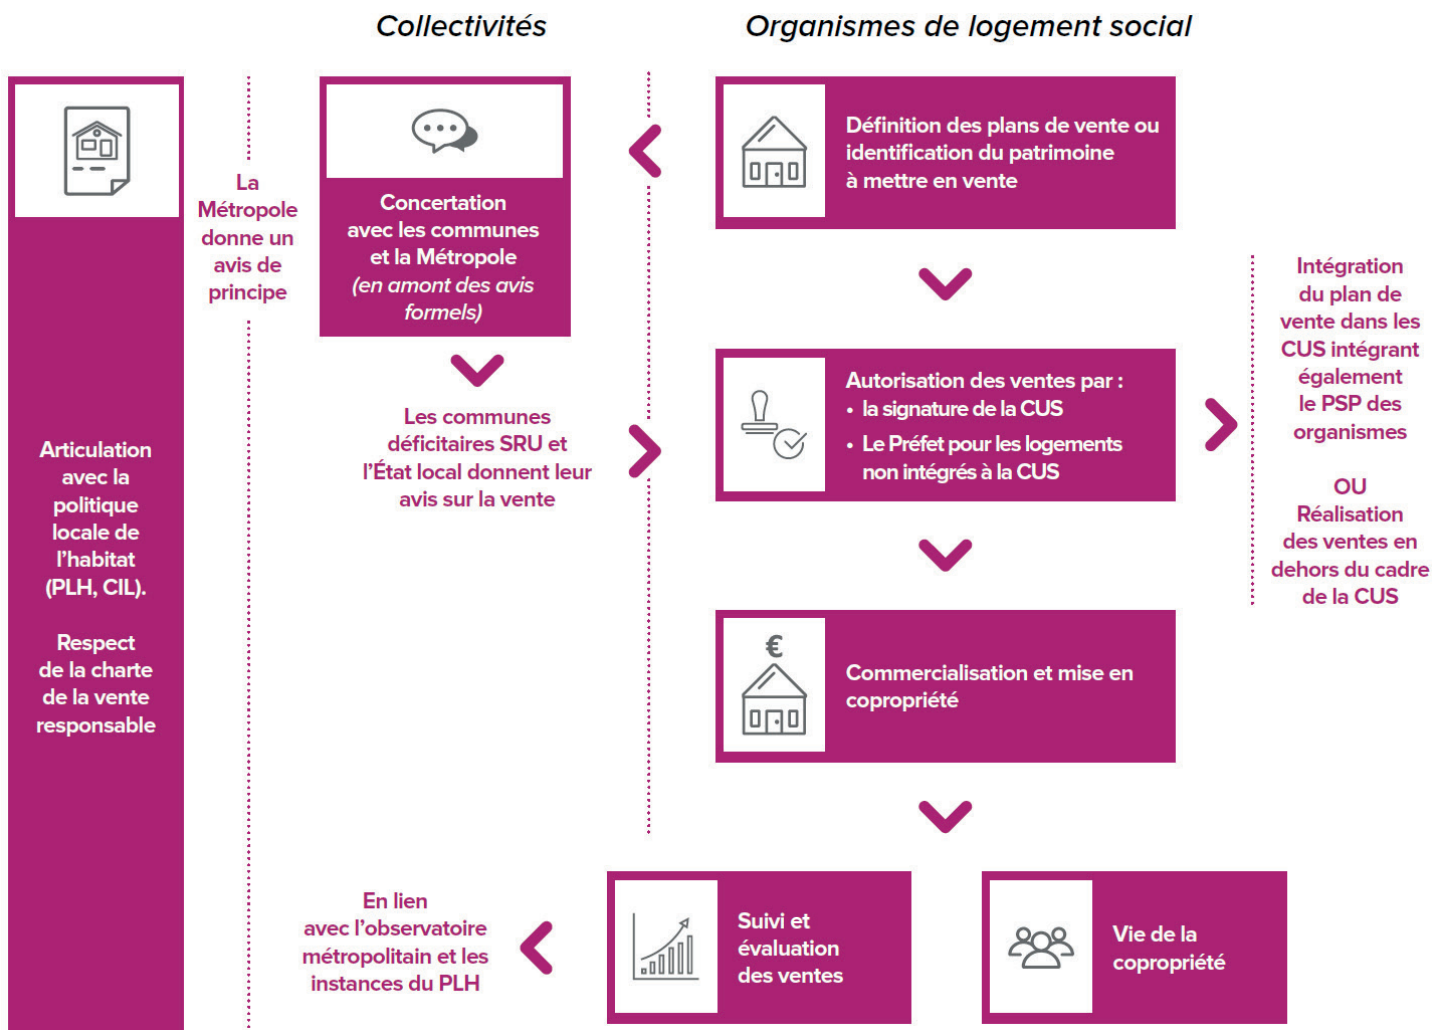 Collectivités
Organismes de logement social
Articulation
avec la
politique
locale de
l'habitat
(PLH, CIL).
Respect
de la charte
de la vente
responsable
La
Métropole
donne un
avis de
principe
Concertation
avec les communes
et la Métropole
(en amont des avis
formels)
Les communes
déficitaires SRU et
l'État local donnent leur
avis sur la vente
Définition des plans de vente ou
identification du patrimoine
à mettre en vente
Autorisation des ventes par :
• la signature de la CUS
• Le Préfet pour les logements
non intégrés à la CUS
Intégration
du plan de
vente dans les
CUS intégrant
également
le PSP des
organismes
OU
Réalisation
des ventes en
dehors du cadre
de la CUS
€
Commercialisation et mise en
copropriété
En lien
avec l'observatoire
métropolitain et les
instances du PLH
Suivi et
évaluation
des ventes
Vie de la
copropriété